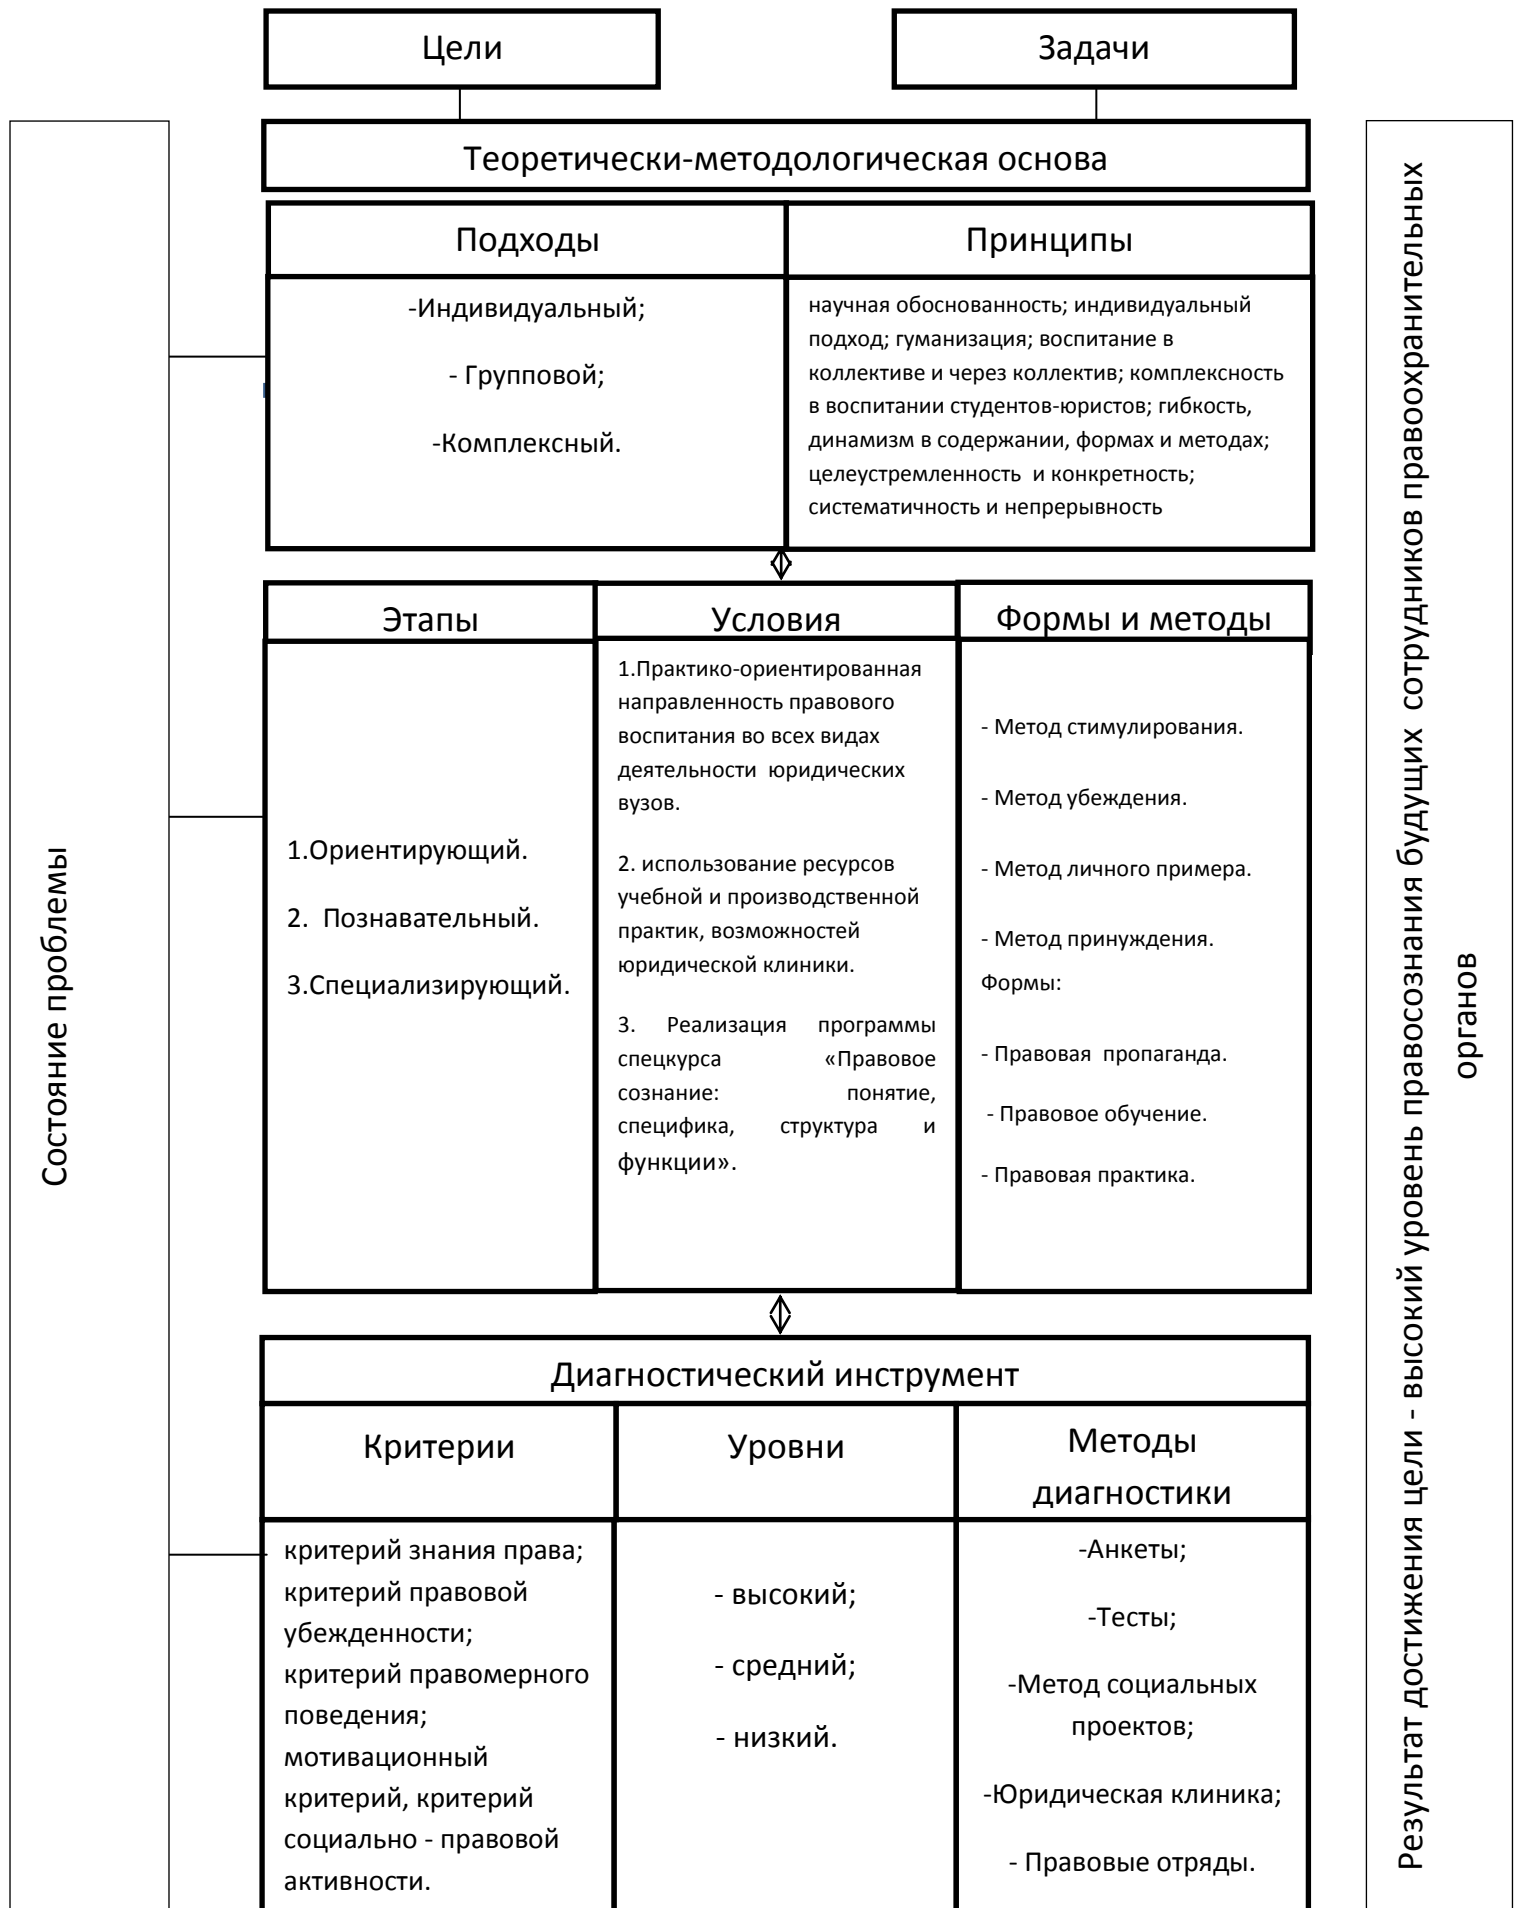 Цели
Задачи
Теоретически-методологическая основа
Подходы
Принципы
-Индивидуальный;
- Групповой;
-Комплексный.
научная обоснованность; индивидуальный
подход; гуманизация; воспитание в
коллективе и через коллектив; комплексность
в воспитании студентов-юристов; гибкость,
динамизм в содержании, формах и методах;
целеустремленность  и конкретность;
систематичность и непрерывность
Этапы
Условия
Формы и методы
1.Ориентирующий.
2.  Познавательный.
3.Специализирующий.
1.Практико-ориентированная
направленность правового
воспитания во всех видах
деятельности  юридических
вузов.
2. использование ресурсов
учебной и производственной
практик, возможностей
юридической клиники.
3. Реализация программы
спецкурса «Правовое
сознание: понятие,
специфика, структура и
функции».
- Метод стимулирования.
- Метод убеждения.
- Метод личного примера.
- Метод принуждения.
Формы:
- Правовая  пропаганда.
- Правовое обучение.
- Правовая практика.
Диагностический инструмент
Критерии
Уровни
Методы
диагностики
критерий знания права;
критерий правовой
убежденности;
критерий правомерного
поведения;
мотивационный
критерий, критерий
социально - правовой
активности.
- высокий;
- средний;
- низкий.
-Анкеты;
-Тесты;
-Метод социальных
проектов;
-Юридическая клиника;
- Правовые отряды.
Состояние проблемы
Результат достижения цели - высокий уровень правосознания будущих  сотрудников правоохранительных
органов